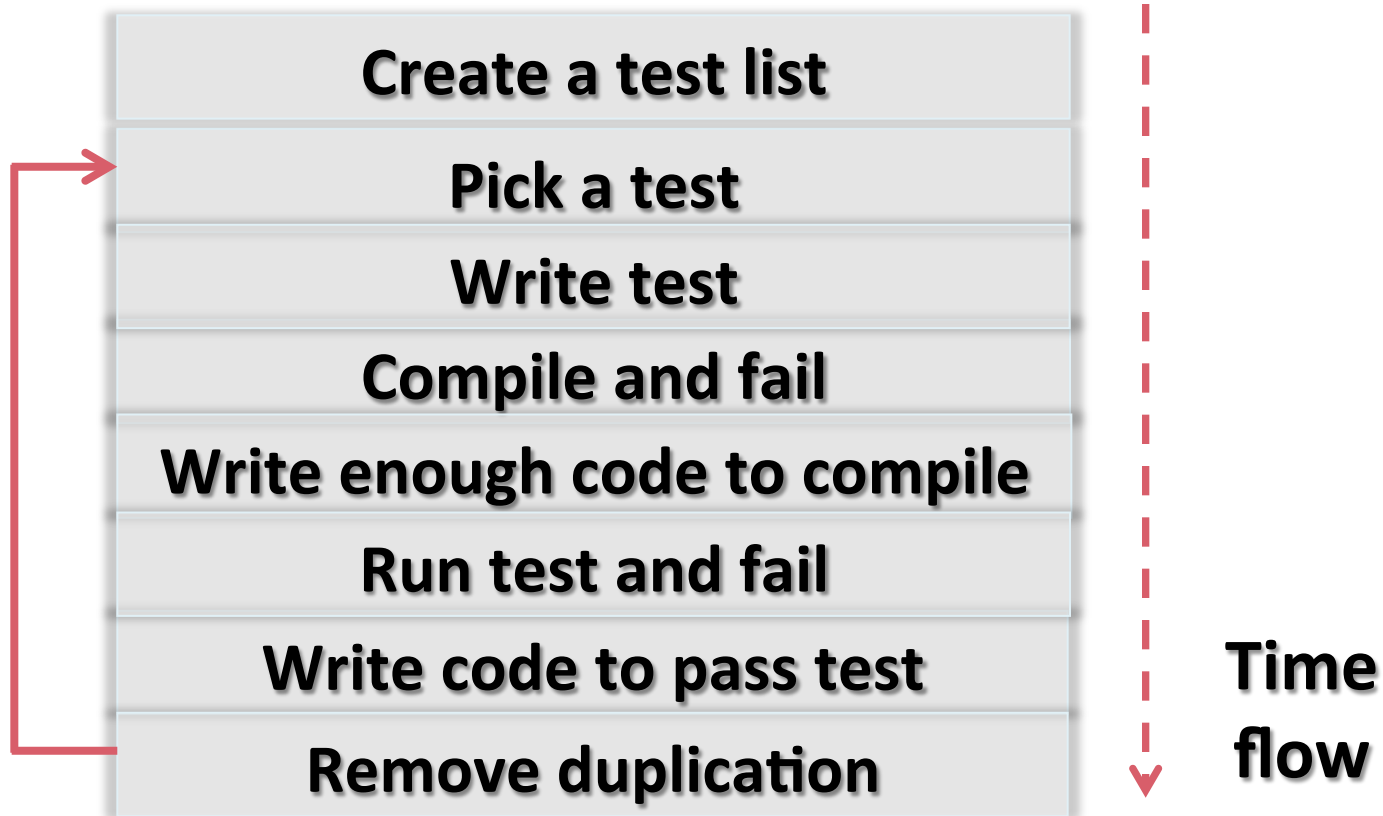 Create a test list
Pick a test
Write test
Compile and fail
Write enough code to compile
Run test and fail
Write code to pass test
Remove duplication
Time
flow